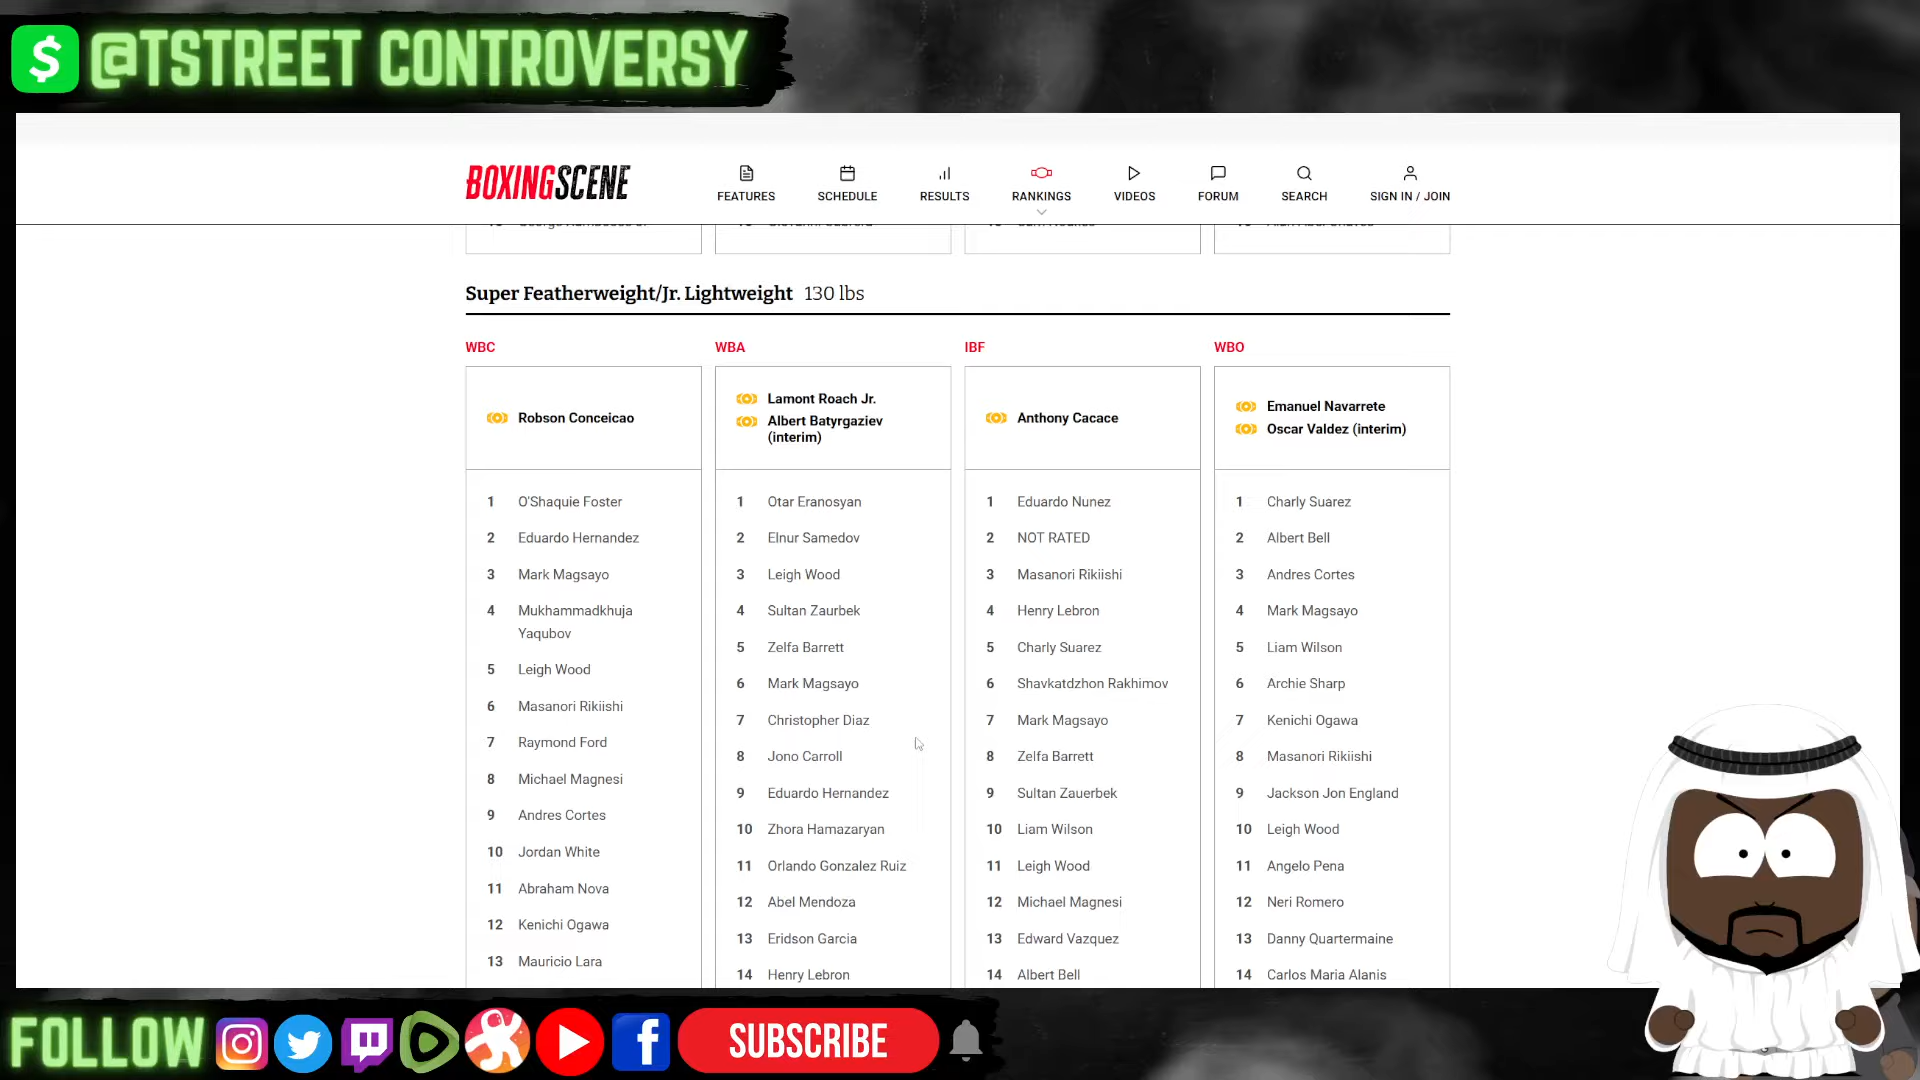 $ @TSTREET CONTROVERSY
BOXINGSCENE
FEATURES
SCHEDULE
RESULTS
RANKINGS
VIDEOS
FORUM
SEARCH
SIGN IN / JOIN
Super Featherweight/Jr. Lightweight 130 lbs
WBC
Robson Conceicao
1 O'Shaquie Foster
2 Eduardo Hernandez
3 Mark Magsayo
4 Mukhammadkhuja
Yaqubov
5 Leigh Wood
6 Masanori Rikiishi
7 Raymond Ford
8 Michael Magnesi
9 Andres Cortes
10 Jordan White
11 Abraham Nova
12 Kenichi Ogawa
13 Mauricio Lara
WBA
Lamont Roach Jr.
Albert Batyrgaziev
(interim)
1 Otar Eranosyan
2 Elnur Samedov
3 Leigh Wood
4 Sultan Zaurbek
5 Zelfa Barrett
6 Mark Magsayo
7 Christopher Diaz
8 Jono Carroll
9 Eduardo Hernandez
10 Zhora Hamazaryan
11 Orlando Gonzalez Ruiz
12 Abel Mendoza
13 Eridson Garcia
14 Henry Lebron
IBF
Anthony Cacace
1 Eduardo Nunez
2 NOT RATED
3 Masanori Rikiishi
4 Henry Lebron
5 Charly Suarez
6 Shavkatdzhon Rakhimov
7 Mark Magsayo
8 Zelfa Barrett
9 Sultan Zauerbek
10 Liam Wilson
11 Leigh Wood
12 Michael Magnesi
13 Edward Vazquez
14 Albert Bell
WBO
Emanuel Navarrete
Oscar Valdez (interim)
1 Charly Suarez
2 Albert Bell
3 Andres Cortes
4 Mark Magsayo
5 Liam Wilson
6 Archie Sharp
7 Kenichi Ogawa
8 Masanori Rikiishi
9 Jackson Jon England
10 Leigh Wood
11 Angelo Pena
12 Neri Romero
13 Danny Quartermaine
14 Carlos Maria Alanis
FOLLOW
SUBSCRIBE